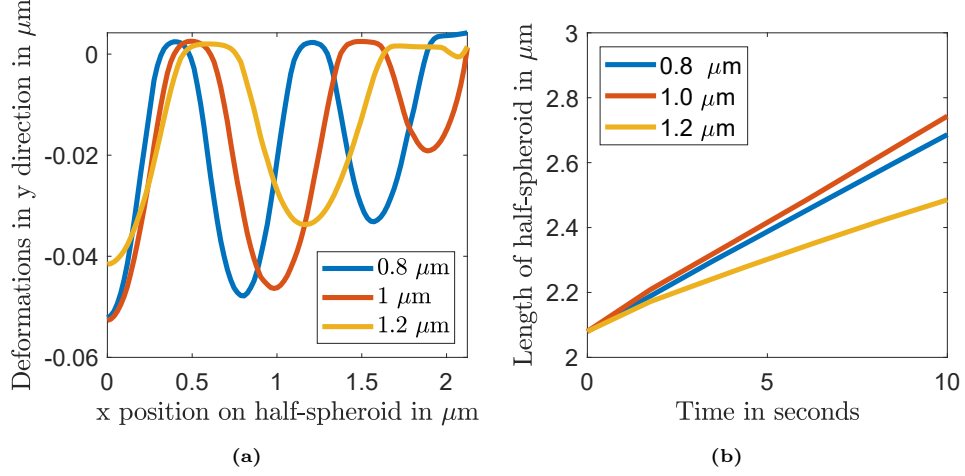 Deformations in y direction in μm
0
-0.02
-0.04
-0.06
0.8 μm
1 μm
1.2 μm
0 0.5 1 1.5 2
x position on half-spheroid in μm
(a)
Length of half-spheroid in μm
3
2.8
2.6
2.4
2.2
2
0.8 μm
1.0 μm
1.2 μm
0 5 10
Time in seconds
(b)